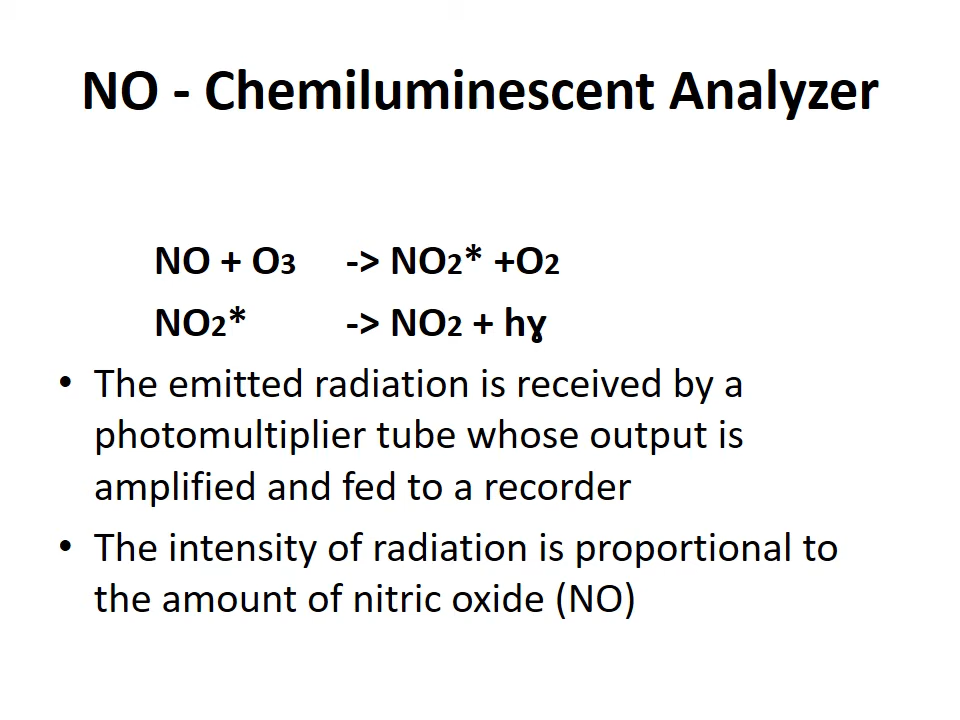 NO - Chemiluminescent Analyzer
NO + O3 -> NO2* +O2
NO2* -> NO2 + hɣ
• The emitted radiation is received by a
photomultiplier tube whose output is
amplified and fed to a recorder
• The intensity of radiation is proportional to
the amount of nitric oxide (NO)